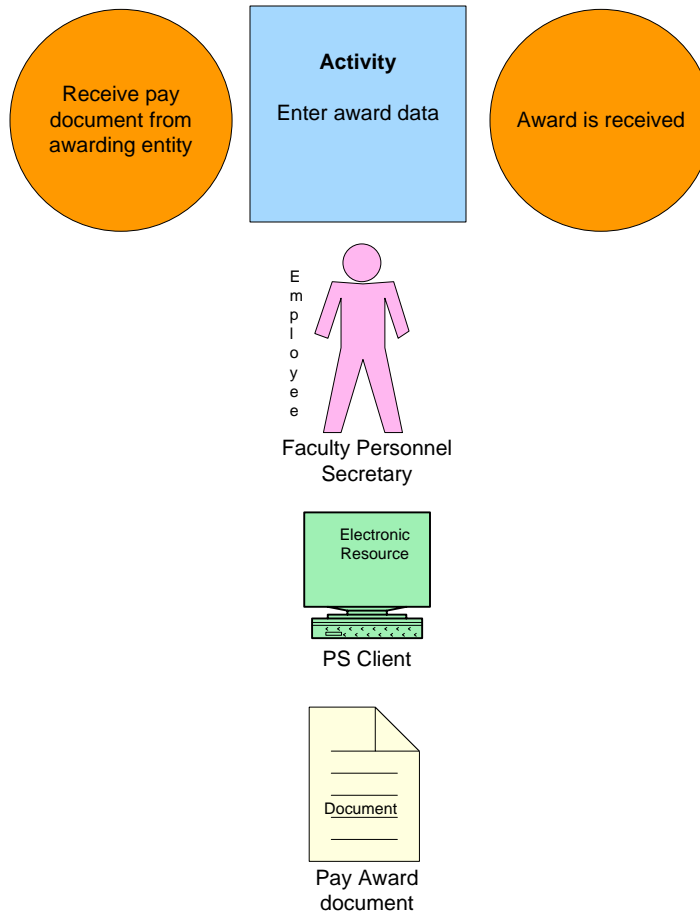 Receive pay
document from
awarding entity
Activity
Enter award data
Award is received
Employee
Faculty Personnel
Secretary
Electronic
Resource
PS Client
Document
Pay Award
document